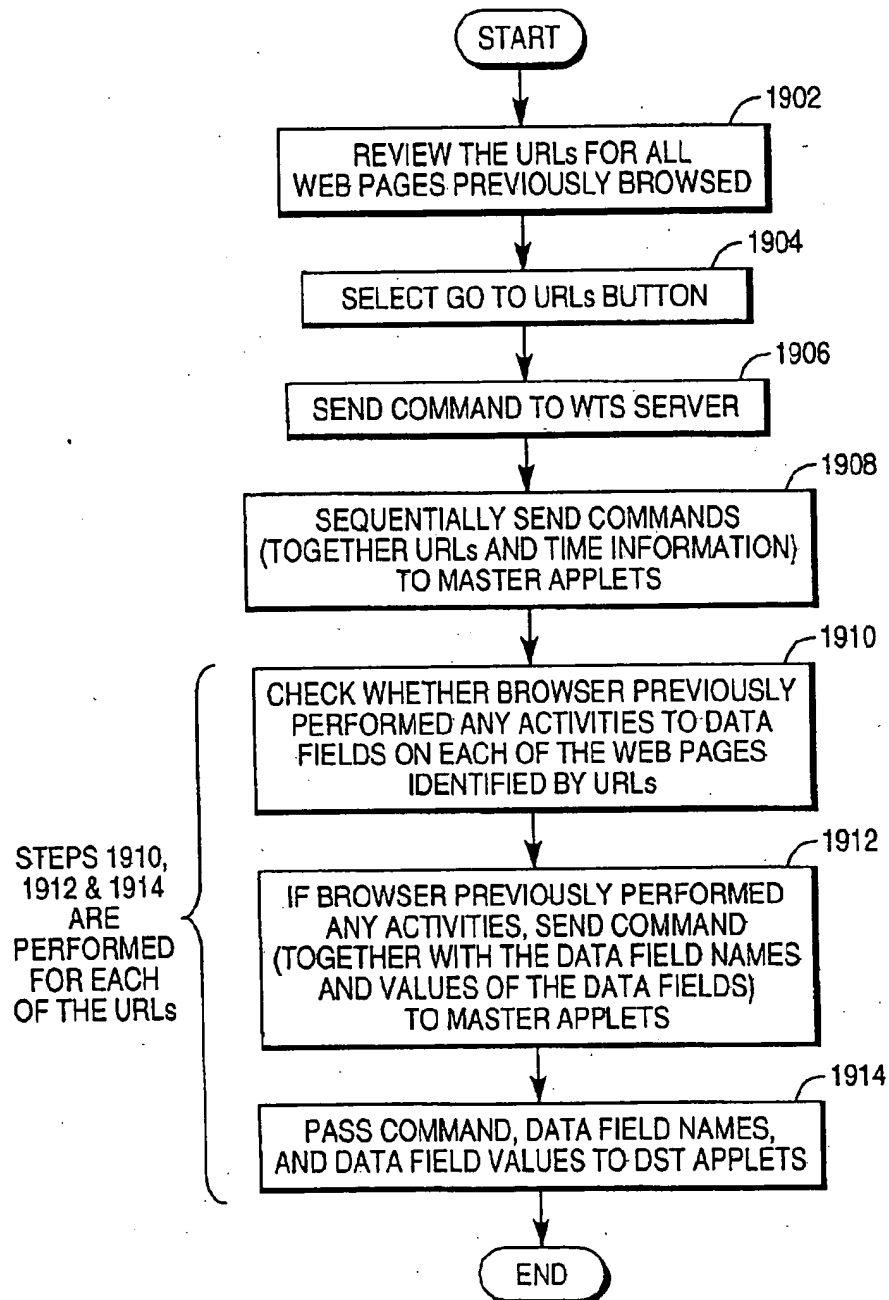 START
1902
REVIEW THE URLs FOR ALL
WEB PAGES PREVIOUSLY BROWSED
1904
SELECT GO TO URLs BUTTON
1906
SEND COMMAND TO WTS SERVER
1908
SEQUENTIALLY SEND COMMANDS
(TOGETHER URLs AND TIME INFORMATION)
TO MASTER APPLETS
1910
CHECK WHETHER BROWSER PREVIOUSLY
PERFORMED ANY ACTIVITIES TO DATA
FIELDS ON EACH OF THE WEB PAGES
IDENTIFIED BY URLs
STEPS 1910,
1912 & 1914
ARE
PERFORMED
FOR EACH
OF THE URLs
1912
IF BROWSER PREVIOUSLY PERFORMED
ANY ACTIVITIES, SEND COMMAND
(TOGETHER WITH THE DATA FIELD NAMES
AND VALUES OF THE DATA FIELDS)
TO MASTER APPLETS
1914
PASS COMMAND, DATA FIELD NAMES,
AND DATA FIELD VALUES TO DST APPLETS
END